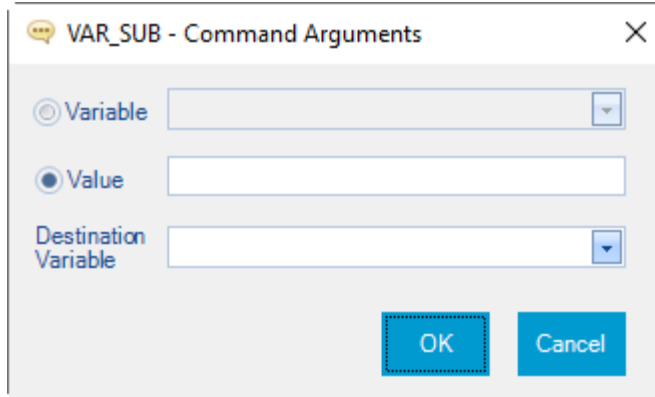 VAR_SUB - Command Arguments
Variable
Value
Destination
Variable
OK
Cancel